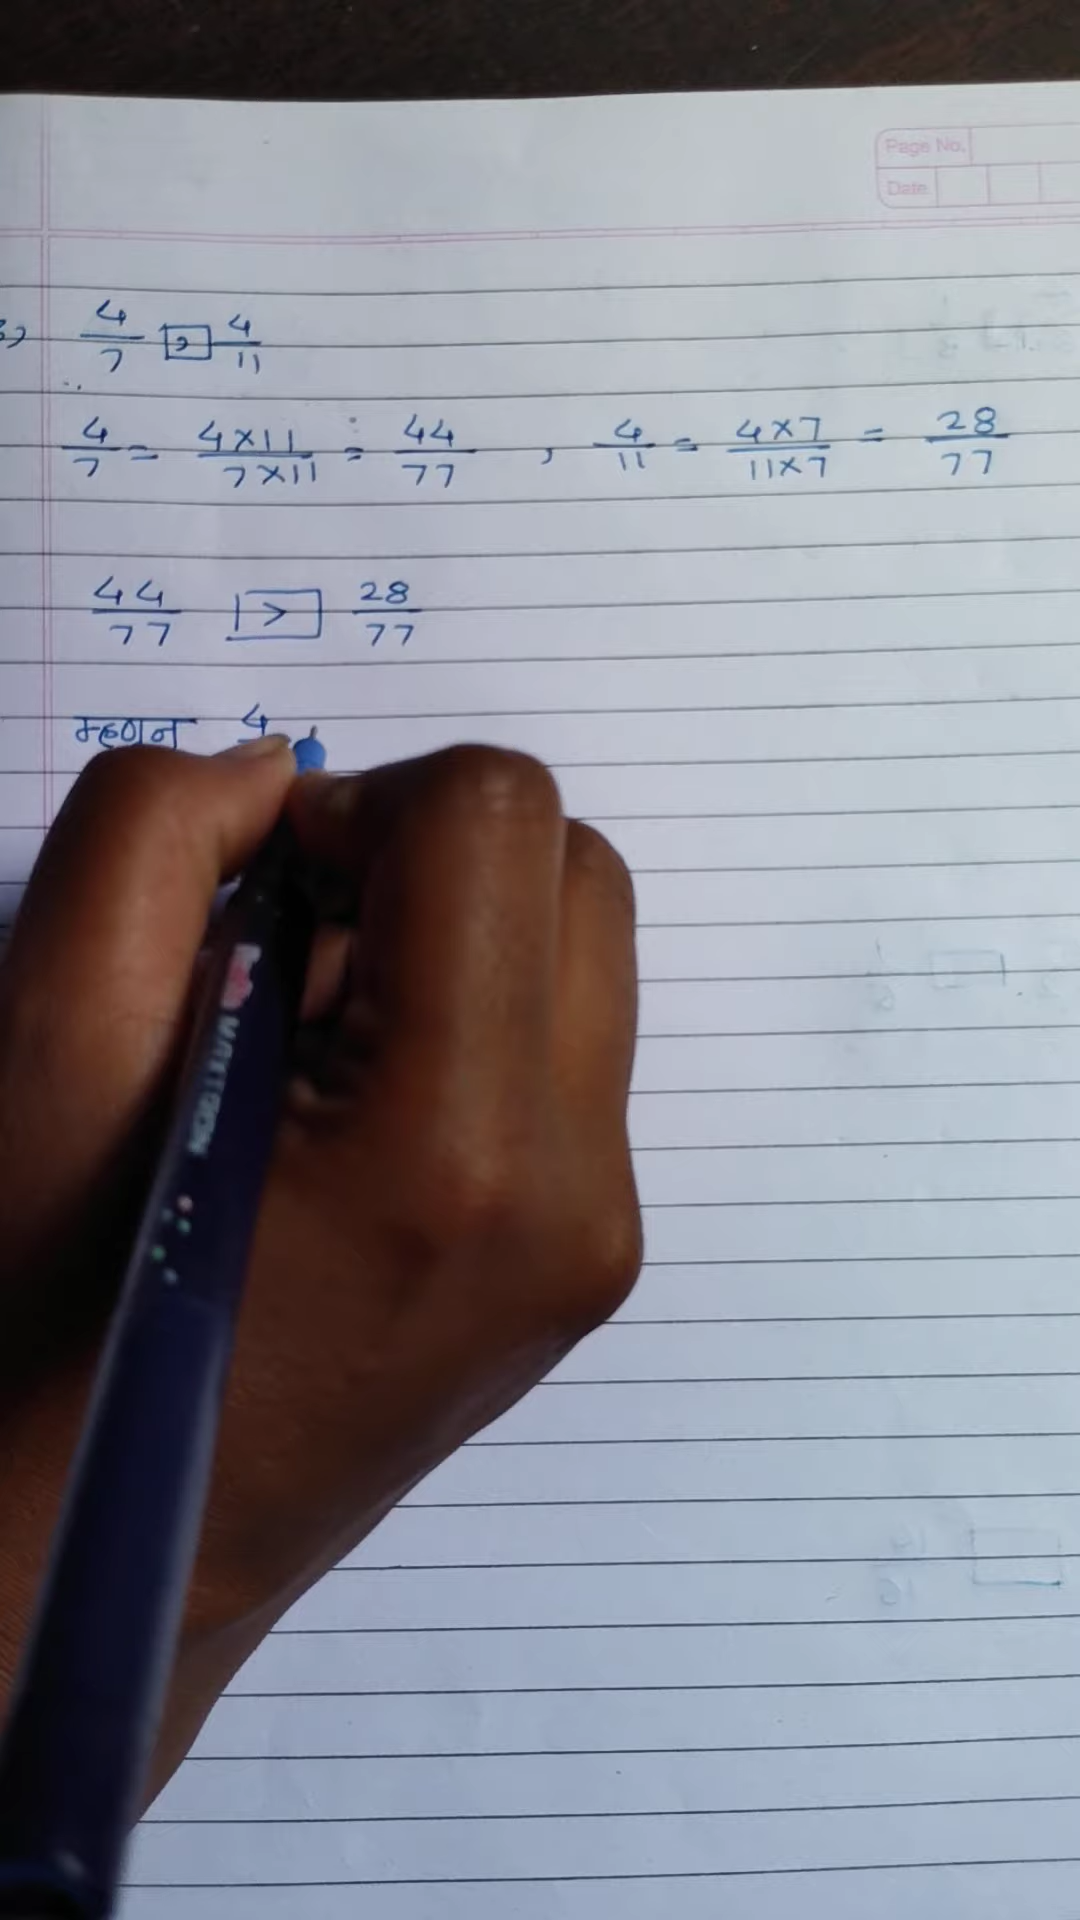 Page No.
Date
3) 4/7 [?] 4/11
4/7 = 4×11/7×11 = 44/77 , 4/11 = 4×7/11×7 = 28/77
44/77 [>] 28/77
म्हणून 4